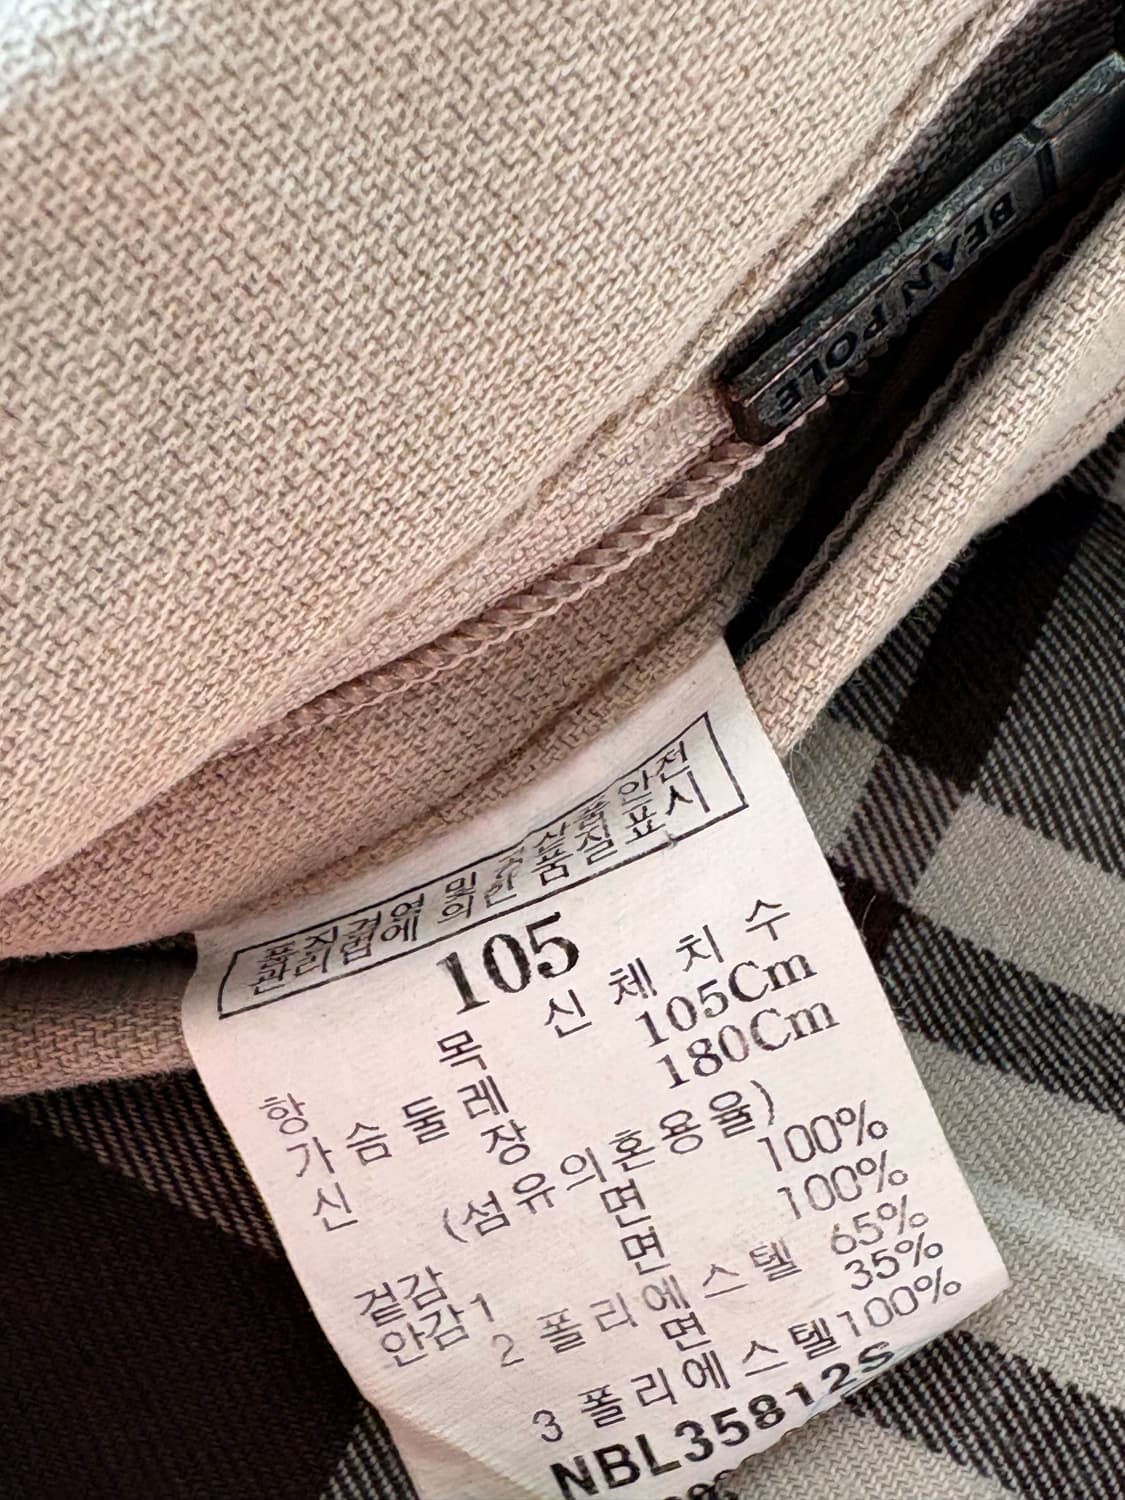 BEANPOLE
품질경영 및 공산품 안전
관리법에 의한 품질표시
105
항 목 신 체 치 수
가 슴 둘 레 105Cm
신 장 180Cm
(섬유의혼용율)
겉감 면 100%
안감1 면 100%
2 폴리에스텔 65%
면 35%
3 폴리에스텔100%
NBL35812S